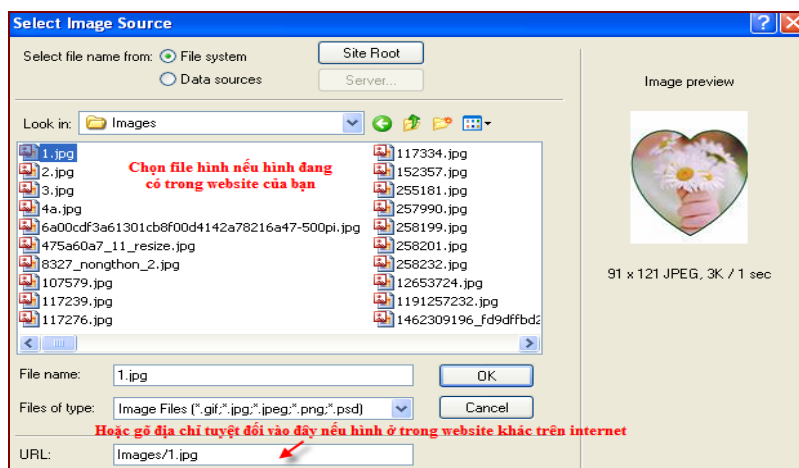 Select Image Source
Select file name from: File system
Site Root
Data sources
Server...
Image preview
Look in: Images
1.jpg
2.jpg
3.jpg
4a.jpg
6a00cdf3a61301cb8f00d4142a78216a47-500pi.jpg
475a60a7_11_resize.jpg
8327_nongthon_2.jpg
107579.jpg
117239.jpg
117276.jpg
Chọn file hình nếu hình đang
có trong website của bạn
117334.jpg
152357.jpg
255181.jpg
257990.jpg
258199.jpg
258201.jpg
258232.jpg
12653724.jpg
1191257232.jpg
1462309196_fd9dffbd2
91 x 121 JPEG, 3K / 1 sec
File name: 1.jpg
OK
Files of type: Image Files (*.gif;*.jpg;*.jpeg;*.png;*.psd)
Cancel
Hoặc gõ địa chỉ tuyệt đối vào đây nếu hình ở trong website khác trên internet
URL: Images/1.jpg